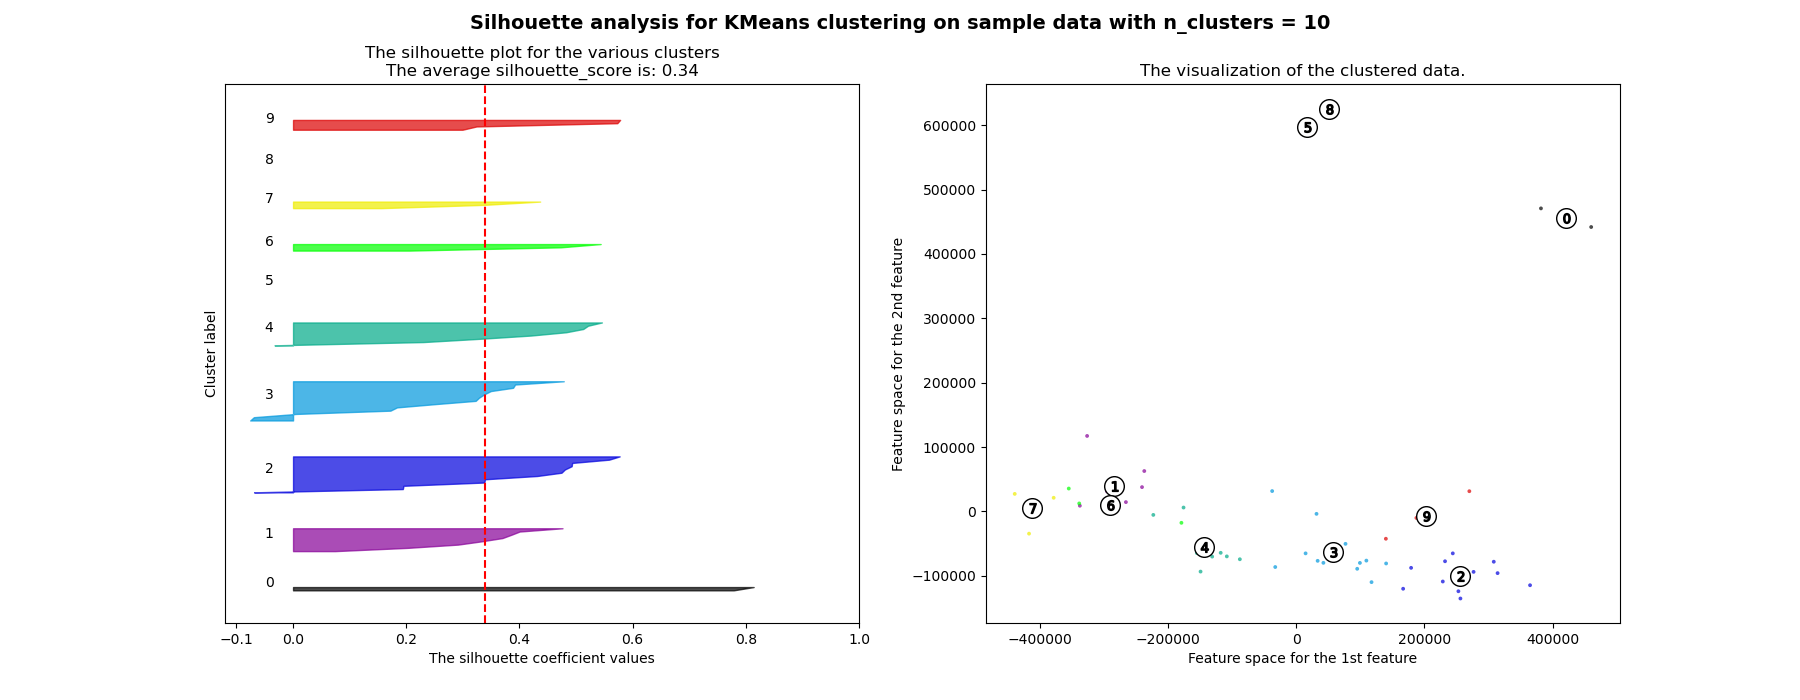 Silhouette analysis for KMeans clustering on sample data with n_clusters = 10
The silhouette plot for the various clusters
The average silhouette_score is: 0.34
Cluster label
9
8
7
6
5
4
3
2
1
0
−0.1 0.0 0.2 0.4 0.6 0.8 1.0
The silhouette coefficient values
The visualization of the clustered data.
Feature space for the 2nd feature
600000
500000
400000
300000
200000
100000
0
−100000
8
5
0
1
6
7
9
4
3
2
−400000 −200000 0 200000 400000
Feature space for the 1st feature